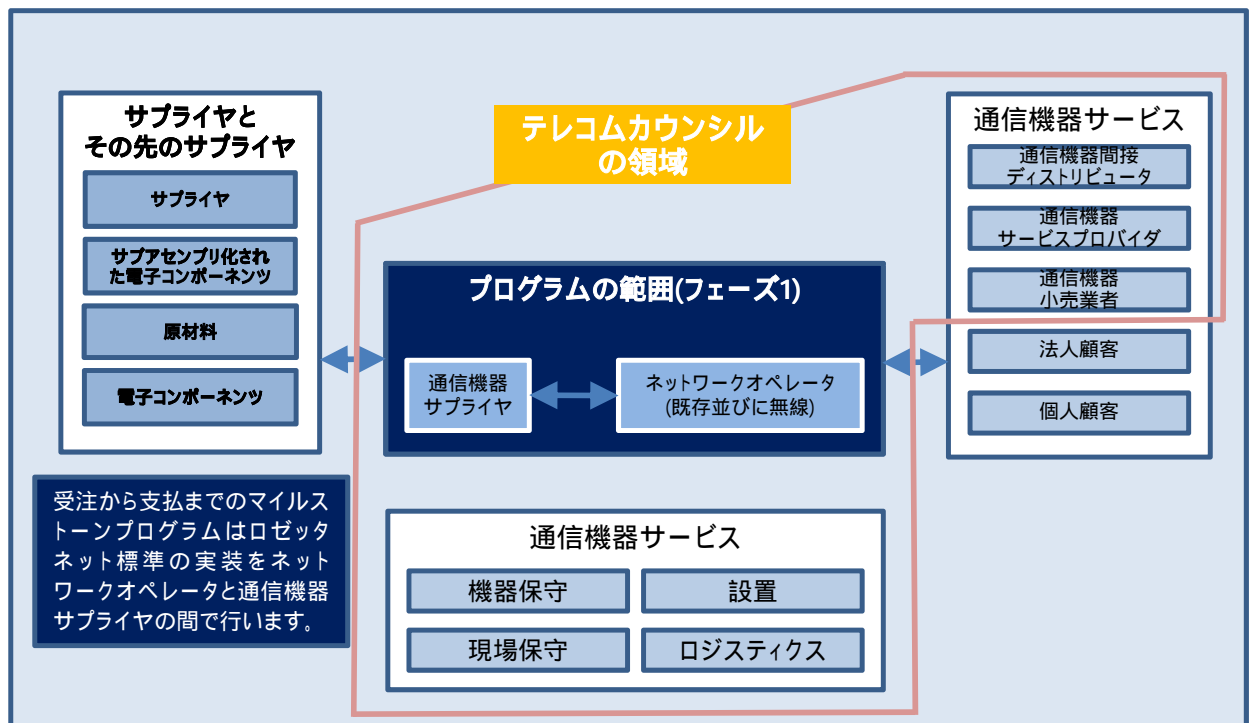 サプライヤと
その先のサプライヤ
サプライヤ
サブアセンブリ化され
た電子コンポーネンツ
原材料
電子コンポーネンツ
テレコムカウンシル
の領域
プログラムの範囲(フェーズ1)
通信機器
サプライヤ
ネットワークオペレータ
(既存並びに無線)
通信機器サービス
通信機器間接
ディストリビュータ
通信機器
サービスプロバイダ
通信機器
小売業者
法人顧客
個人顧客
受注から支払までのマイルス
トーンプログラムはロゼッタ
ネット標準の実装をネット
ワークオペレータと通信機器
サプライヤの間で行います。
通信機器サービス
機器保守
設置
現場保守
ロジスティクス